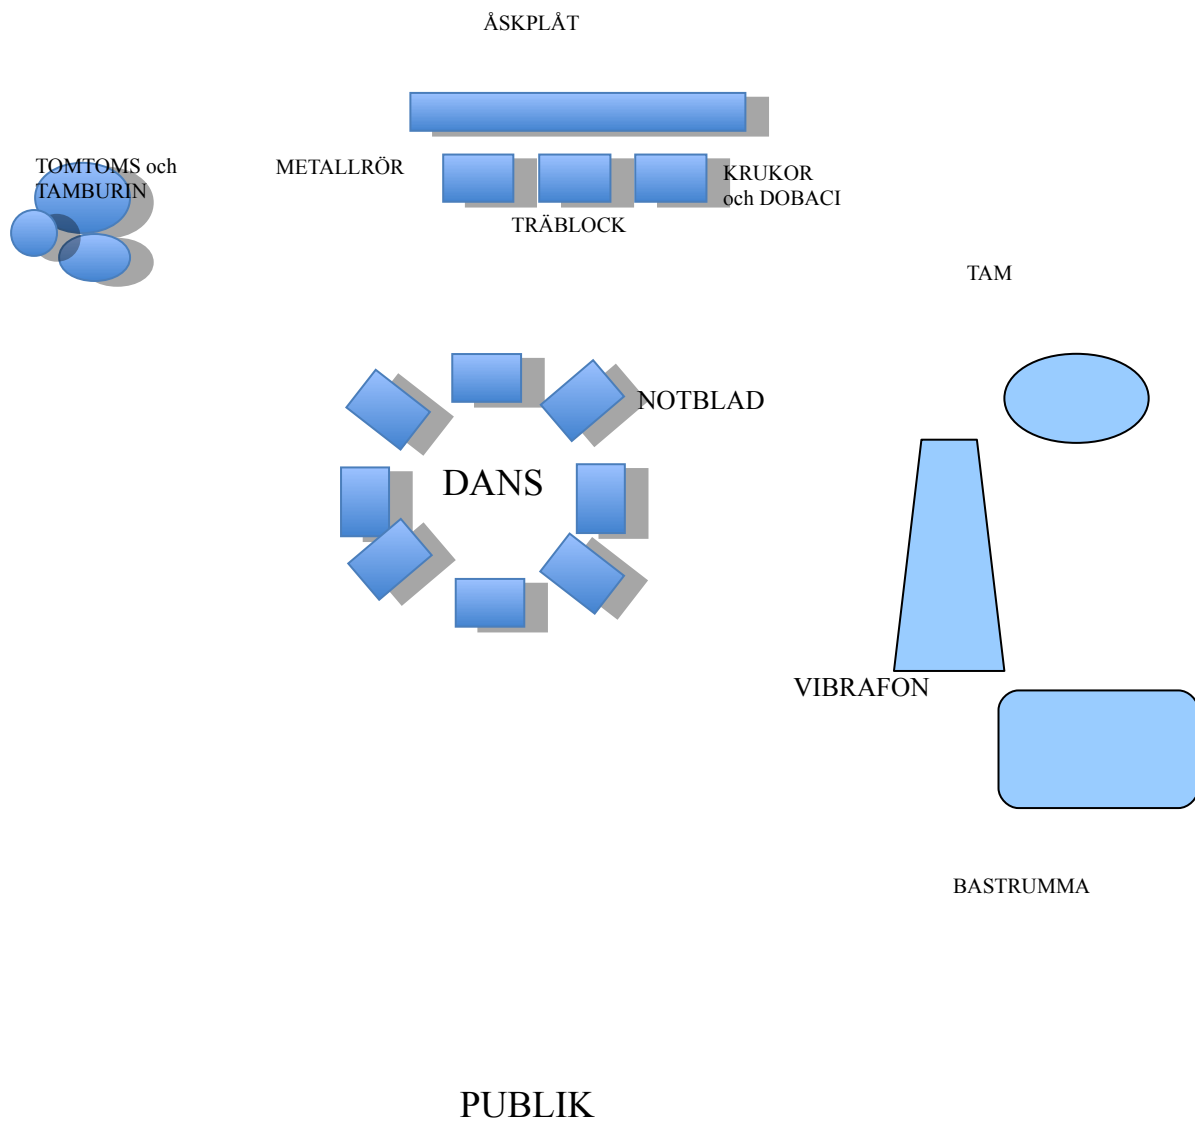 ÅSKPLÅT
TOMTOMS och
TAMBURIN
METALLRÖR
KRUKOR
och DOBACI
TRÄBLOCK
TAM
NOTBLAD
DANS
VIBRAFON
BASTRUMMA
PUBLIK